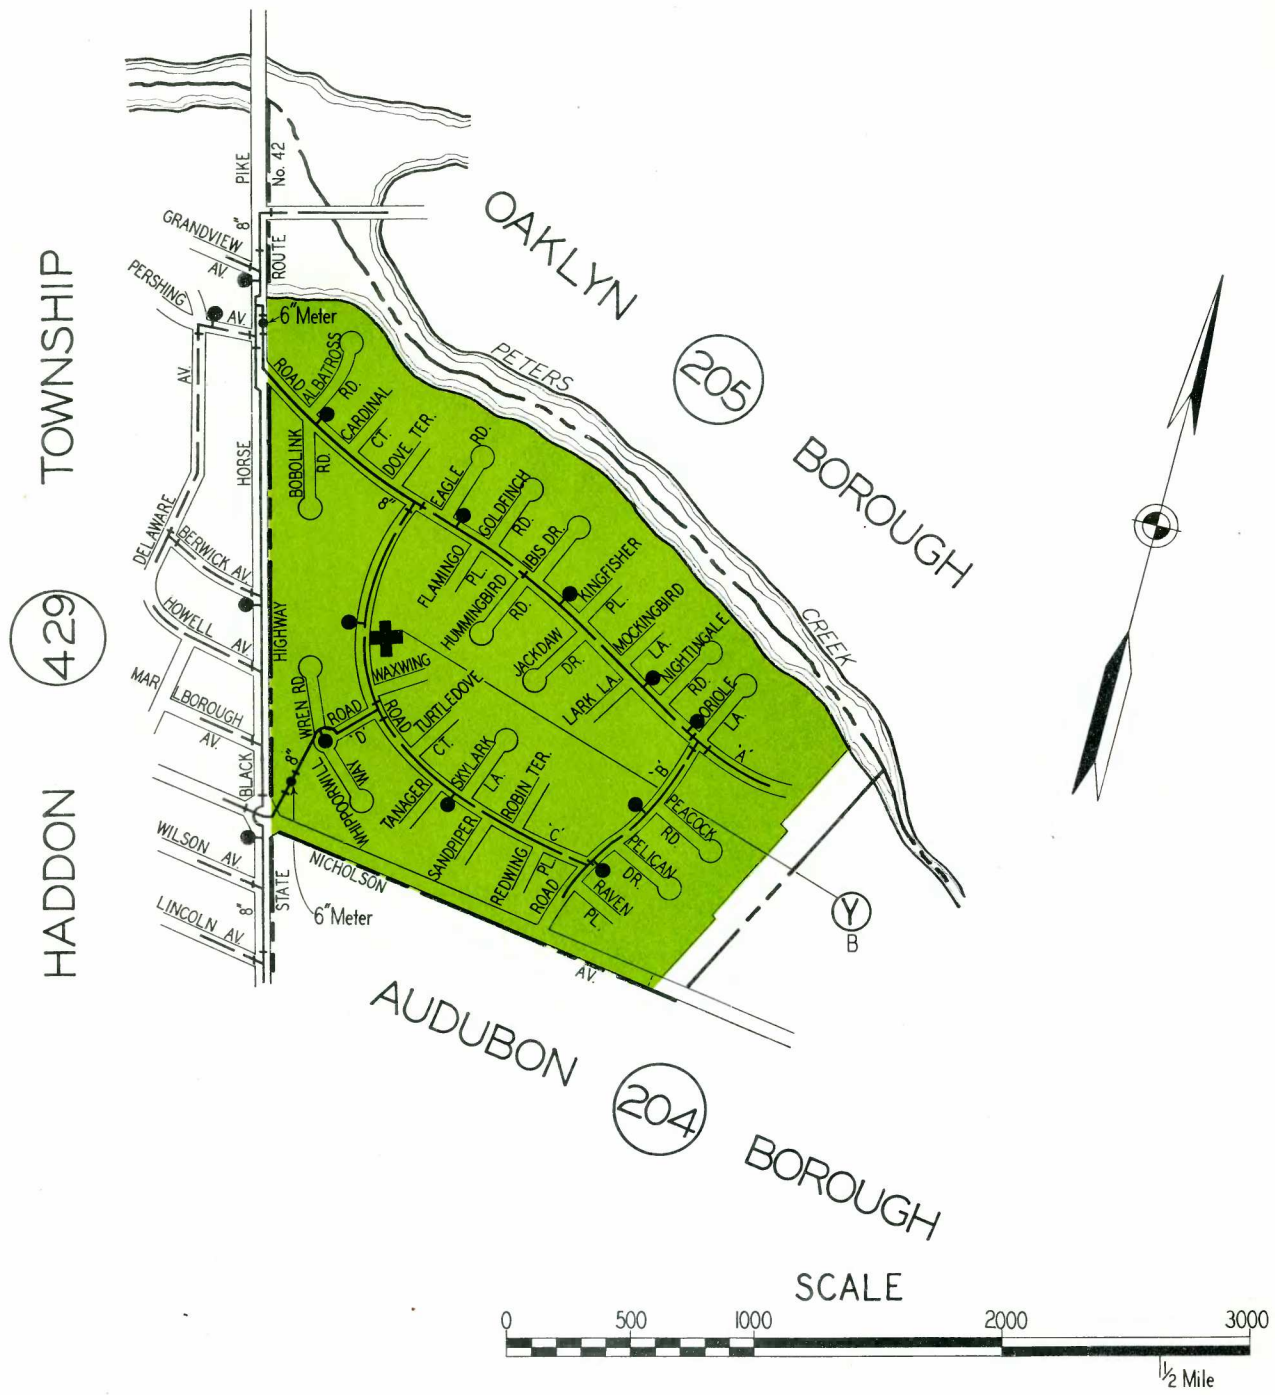 PIKE
No. 42
ROUTE
8"
GRANDVIEW
AV.
PERSHING
AV.
AV.
6" Meter
OAKLYN
205
BOROUGH
PETERS
CREEK
TOWNSHIP
429
HADDON
ROAD
ALBATROSS
RD.
CARDINAL
CT.
DOVE TER.
BOBOLINK
RD.
HORSE
8"
EAGLE
RD.
GOLDFINCH
RD.
IBIS DR.
KINGFISHER
PL.
FLAMINGO
PL.
HUMMINGBIRD
RD.
MOCKINGBIRD
LA.
NIGHTINGALE
RD.
JACKDAW
DR.
LARK LA.
ORIOLE
LA.
'A'
DELAWARE
BERWICK AV.
HOWELL AV.
HIGHWAY
MAR
LBOROUGH
AV.
BLACK
WAXWING
ROAD
TURTLEDOVE
CT.
WREN RD.
ROAD
'D'
8"
WHIPPOORWILL
WAY
TANAGER
SKYLARK
LA.
ROBIN TER.
'B'
PEACOCK
RD.
PELICAN
DR.
'C'
SANDPIPER
REDWING
PL.
ROAD
RAVEN
PL.
WILSON AV.
LINCOLN AV.
8"
STATE
NICHOLSON
AV.
6" Meter
Y
B
AUDUBON
204
BOROUGH
SCALE
0 500 1000 2000 3000
1/2 Mile